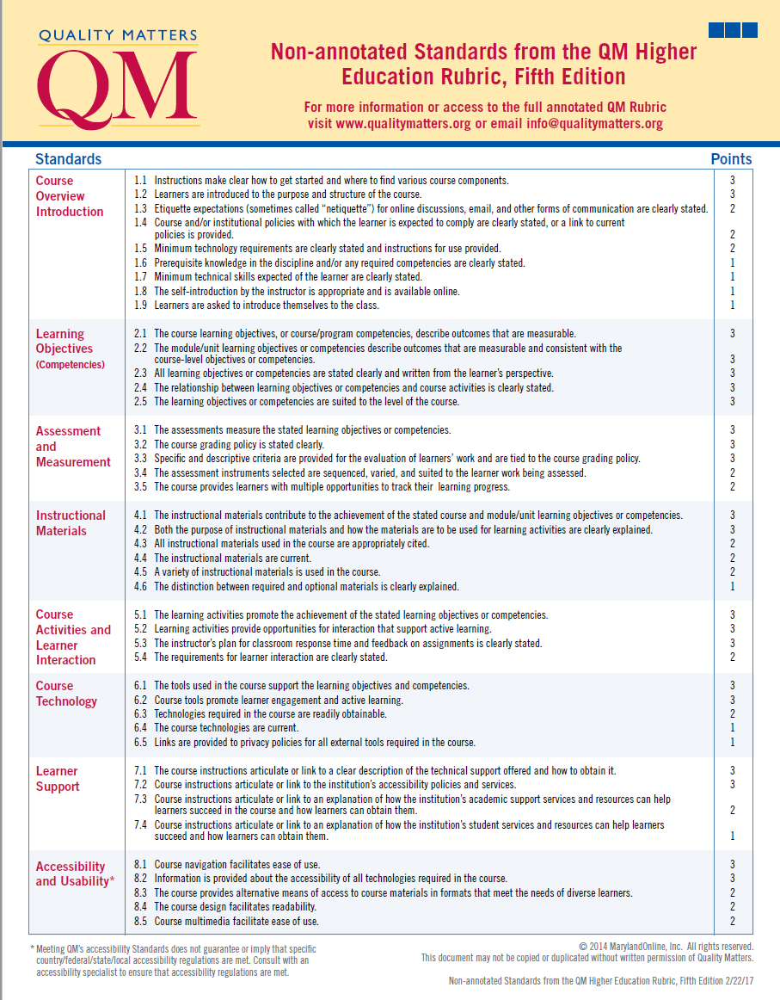 QUALITY MATTERS
QM
Non-annotated Standards from the QM Higher
Education Rubric, Fifth Edition
For more information or access to the full annotated QM Rubric
visit www.qualitymatters.org or email info@qualitymatters.org
Standards Points
Course
Overview
Introduction
1.1 Instructions make clear how to get started and where to find various course components. 3
1.2 Learners are introduced to the purpose and structure of the course. 3
1.3 Etiquette expectations (sometimes called “netiquette”) for online discussions, email, and other forms of communication are clearly stated. 2
1.4 Course and/or institutional policies with which the learner is expected to comply are clearly stated, or a link to current
policies is provided. 2
1.5 Minimum technology requirements are clearly stated and instructions for use provided. 2
1.6 Prerequisite knowledge in the discipline and/or any required competencies are clearly stated. 1
1.7 Minimum technical skills expected of the learner are clearly stated. 1
1.8 The self-introduction by the instructor is appropriate and is available online. 1
1.9 Learners are asked to introduce themselves to the class. 1
Learning
Objectives
(Competencies)
2.1 The course learning objectives, or course/program competencies, describe outcomes that are measurable. 3
2.2 The module/unit learning objectives or competencies describe outcomes that are measurable and consistent with the
course-level objectives or competencies. 3
2.3 All learning objectives or competencies are stated clearly and written from the learner’s perspective. 3
2.4 The relationship between learning objectives or competencies and course activities is clearly stated. 3
2.5 The learning objectives or competencies are suited to the level of the course. 3
Assessment
and
Measurement
3.1 The assessments measure the stated learning objectives or competencies. 3
3.2 The course grading policy is stated clearly. 3
3.3 Specific and descriptive criteria are provided for the evaluation of learners’ work and are tied to the course grading policy. 3
3.4 The assessment instruments selected are sequenced, varied, and suited to the learner work being assessed. 2
3.5 The course provides learners with multiple opportunities to track their learning progress. 2
Instructional
Materials
4.1 The instructional materials contribute to the achievement of the stated course and module/unit learning objectives or competencies. 3
4.2 Both the purpose of instructional materials and how the materials are to be used for learning activities are clearly explained. 3
4.3 All instructional materials used in the course are appropriately cited. 2
4.4 The instructional materials are current. 2
4.5 A variety of instructional materials is used in the course. 2
4.6 The distinction between required and optional materials is clearly explained. 1
Course
Activities and
Learner
Interaction
5.1 The learning activities promote the achievement of the stated learning objectives or competencies. 3
5.2 Learning activities provide opportunities for interaction that support active learning. 3
5.3 The instructor’s plan for classroom response time and feedback on assignments is clearly stated. 3
5.4 The requirements for learner interaction are clearly stated. 2
Course
Technology
6.1 The tools used in the course support the learning objectives and competencies. 3
6.2 Course tools promote learner engagement and active learning. 3
6.3 Technologies required in the course are readily obtainable. 2
6.4 The course technologies are current. 1
6.5 Links are provided to privacy policies for all external tools required in the course. 1
Learner
Support
7.1 The course instructions articulate or link to a clear description of the technical support offered and how to obtain it. 3
7.2 Course instructions articulate or link to the institution’s accessibility policies and services. 3
7.3 Course instructions articulate or link to an explanation of how the institution’s academic support services and resources can help
learners succeed in the course and how learners can obtain them. 2
7.4 Course instructions articulate or link to an explanation of how the institution’s student services and resources can help learners
succeed and how learners can obtain them. 1
Accessibility
and Usability*
8.1 Course navigation facilitates ease of use. 3
8.2 Information is provided about the accessibility of all technologies required in the course. 3
8.3 The course provides alternative means of access to course materials in formats that meet the needs of diverse learners. 2
8.4 The course design facilitates readability. 2
8.5 Course multimedia facilitate ease of use. 2
* Meeting QM’s accessibility Standards does not guarantee or imply that specific
country/federal/state/local accessibility regulations are met. Consult with an
accessibility specialist to ensure that accessibility regulations are met.
© 2014 MarylandOnline, Inc. All rights reserved.
This document may not be copied or duplicated without written permission of Quality Matters.
Non-annotated Standards from the QM Higher Education Rubric, Fifth Edition 2/22/17